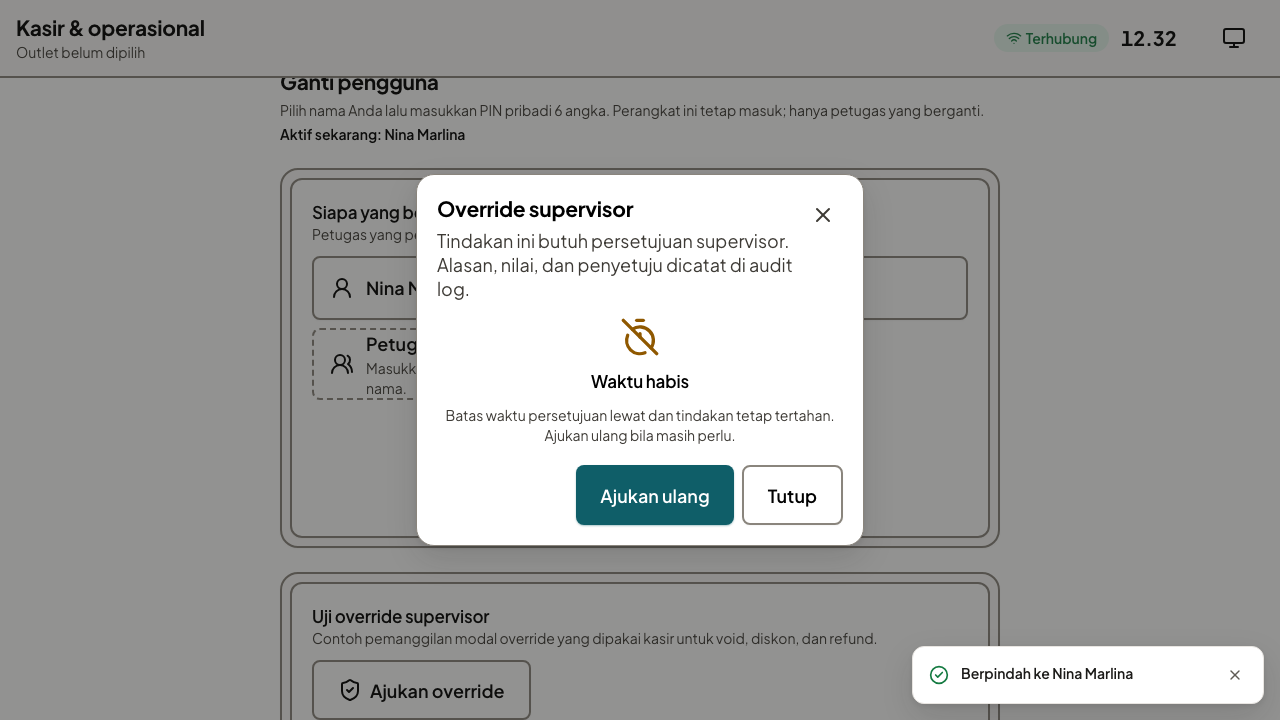 Kasir & operasional
Outlet belum dipilih
Terhubung
12.32
Ganti pengguna
Pilih nama Anda lalu masukkan PIN pribadi 6 angka. Perangkat ini tetap masuk; hanya petugas yang berganti.
Aktif sekarang: Nina Marlina
Siapa yang
Petugas yang
Nina
Override supervisor
Tindakan ini butuh persetujuan supervisor.
Alasan, nilai, dan penyetuju dicatat di audit
log.
nama.
Waktu habis
Batas waktu persetujuan lewat dan tindakan tetap tertahan.
Ajukan ulang bila masih perlu.
Ajukan ulang
Tutup
Uji override supervisor
Contoh pemanggilan modal override yang dipakai kasir untuk void, diskon, dan refund.
Ajukan override
Berpindah ke Nina Marlina